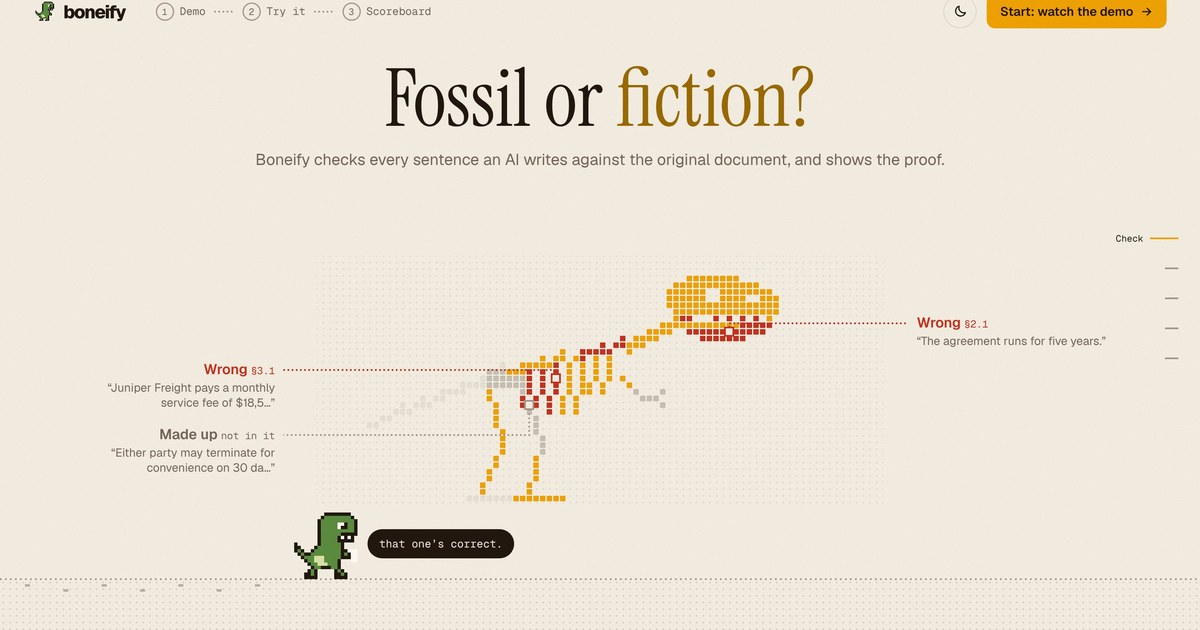 boneify
1 Demo
2 Try it
3 Scoreboard
Start: watch the demo →
Fossil or fiction?
Boneify checks every sentence an AI writes against the original document, and shows the proof.
Check
Wrong §2.1
“The agreement runs for five years.”
Wrong §3.1
“Juniper Freight pays a monthly
service fee of $18,5…”
Made up not in it
“Either party may terminate for
convenience on 30 da…”
that one's correct.